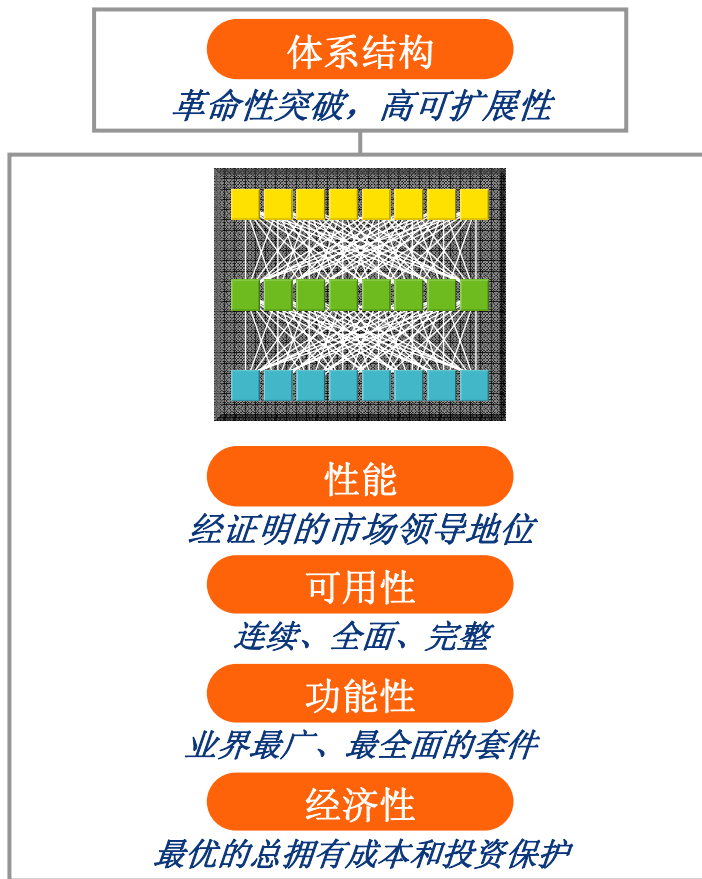 体系结构
革命性突破，高可扩展性
性能
经证明的市场领导地位
可用性
连续、全面、完整
功能性
业界最广、最全面的套件
经济性
最优的总拥有成本和投资保护